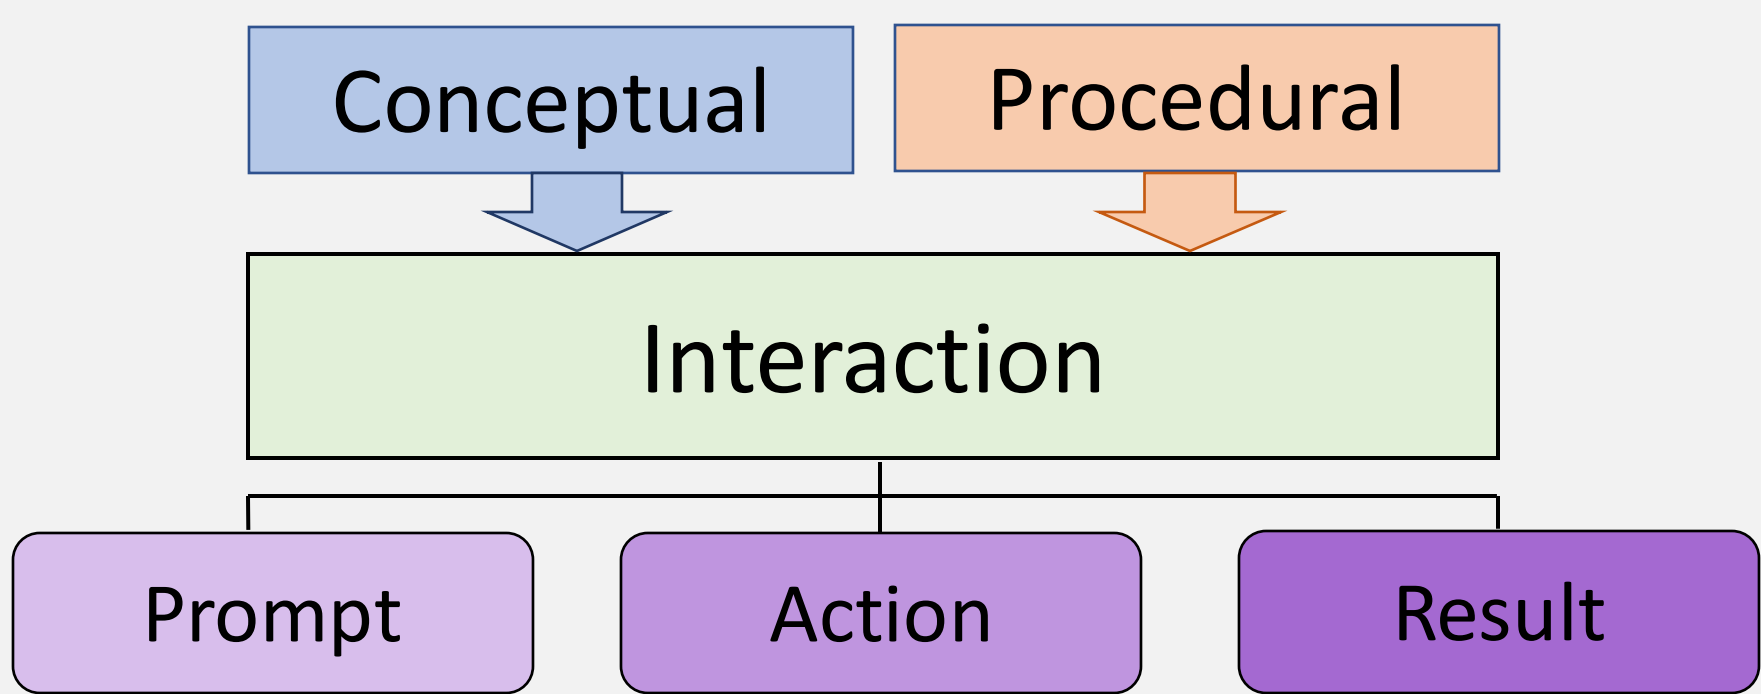 Conceptual
Procedural
Interaction
Prompt
Action
Result